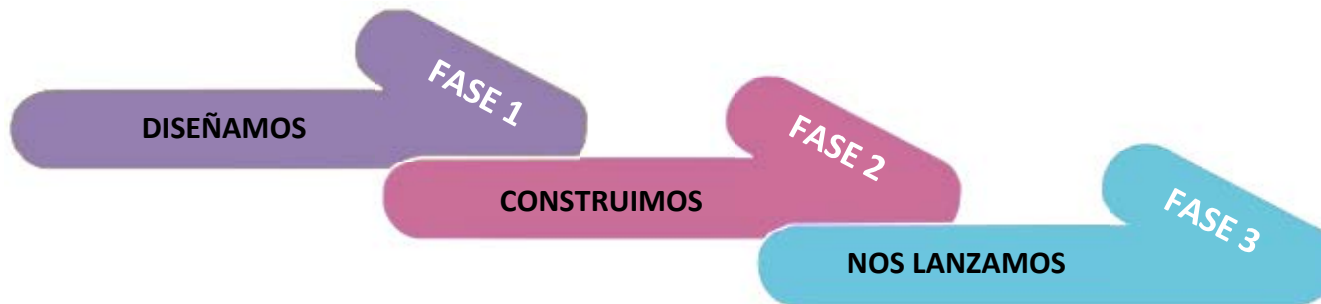 FASE 1
DISEÑAMOS
FASE 2
CONSTRUIMOS
FASE 3
NOS LANZAMOS